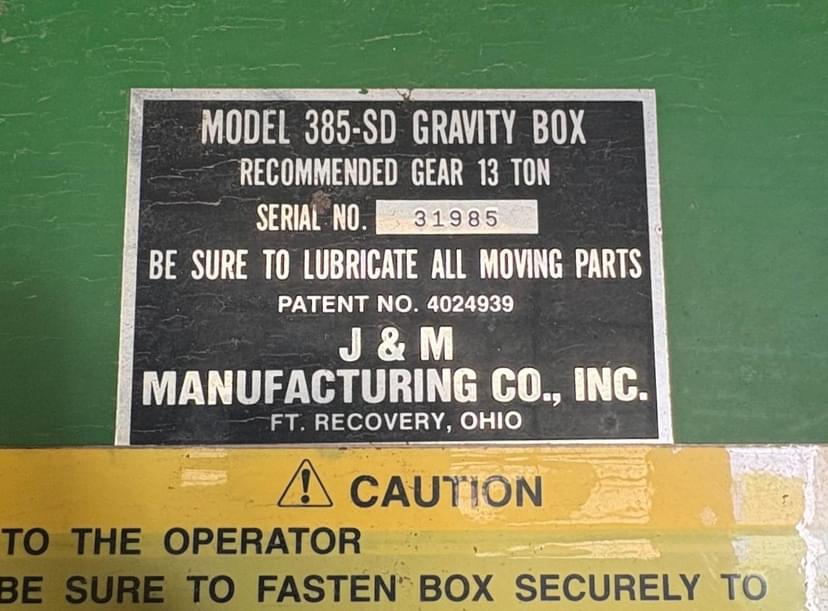 MODEL 385-SD GRAVITY BOX
RECOMMENDED GEAR 13 TON
SERIAL NO. 31985
BE SURE TO LUBRICATE ALL MOVING PARTS
PATENT NO. 4024939
J & M
MANUFACTURING CO., INC.
FT. RECOVERY, OHIO
CAUTION
TO THE OPERATOR
BE SURE TO FASTEN BOX SECURELY TO